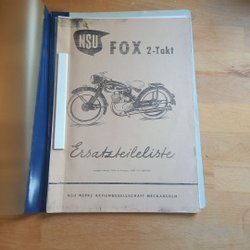 NSU
FOX 2-Takt
Ersatzteileliste
NSU WERKE AKTIENGESELLSCHAFT NECKARSULM